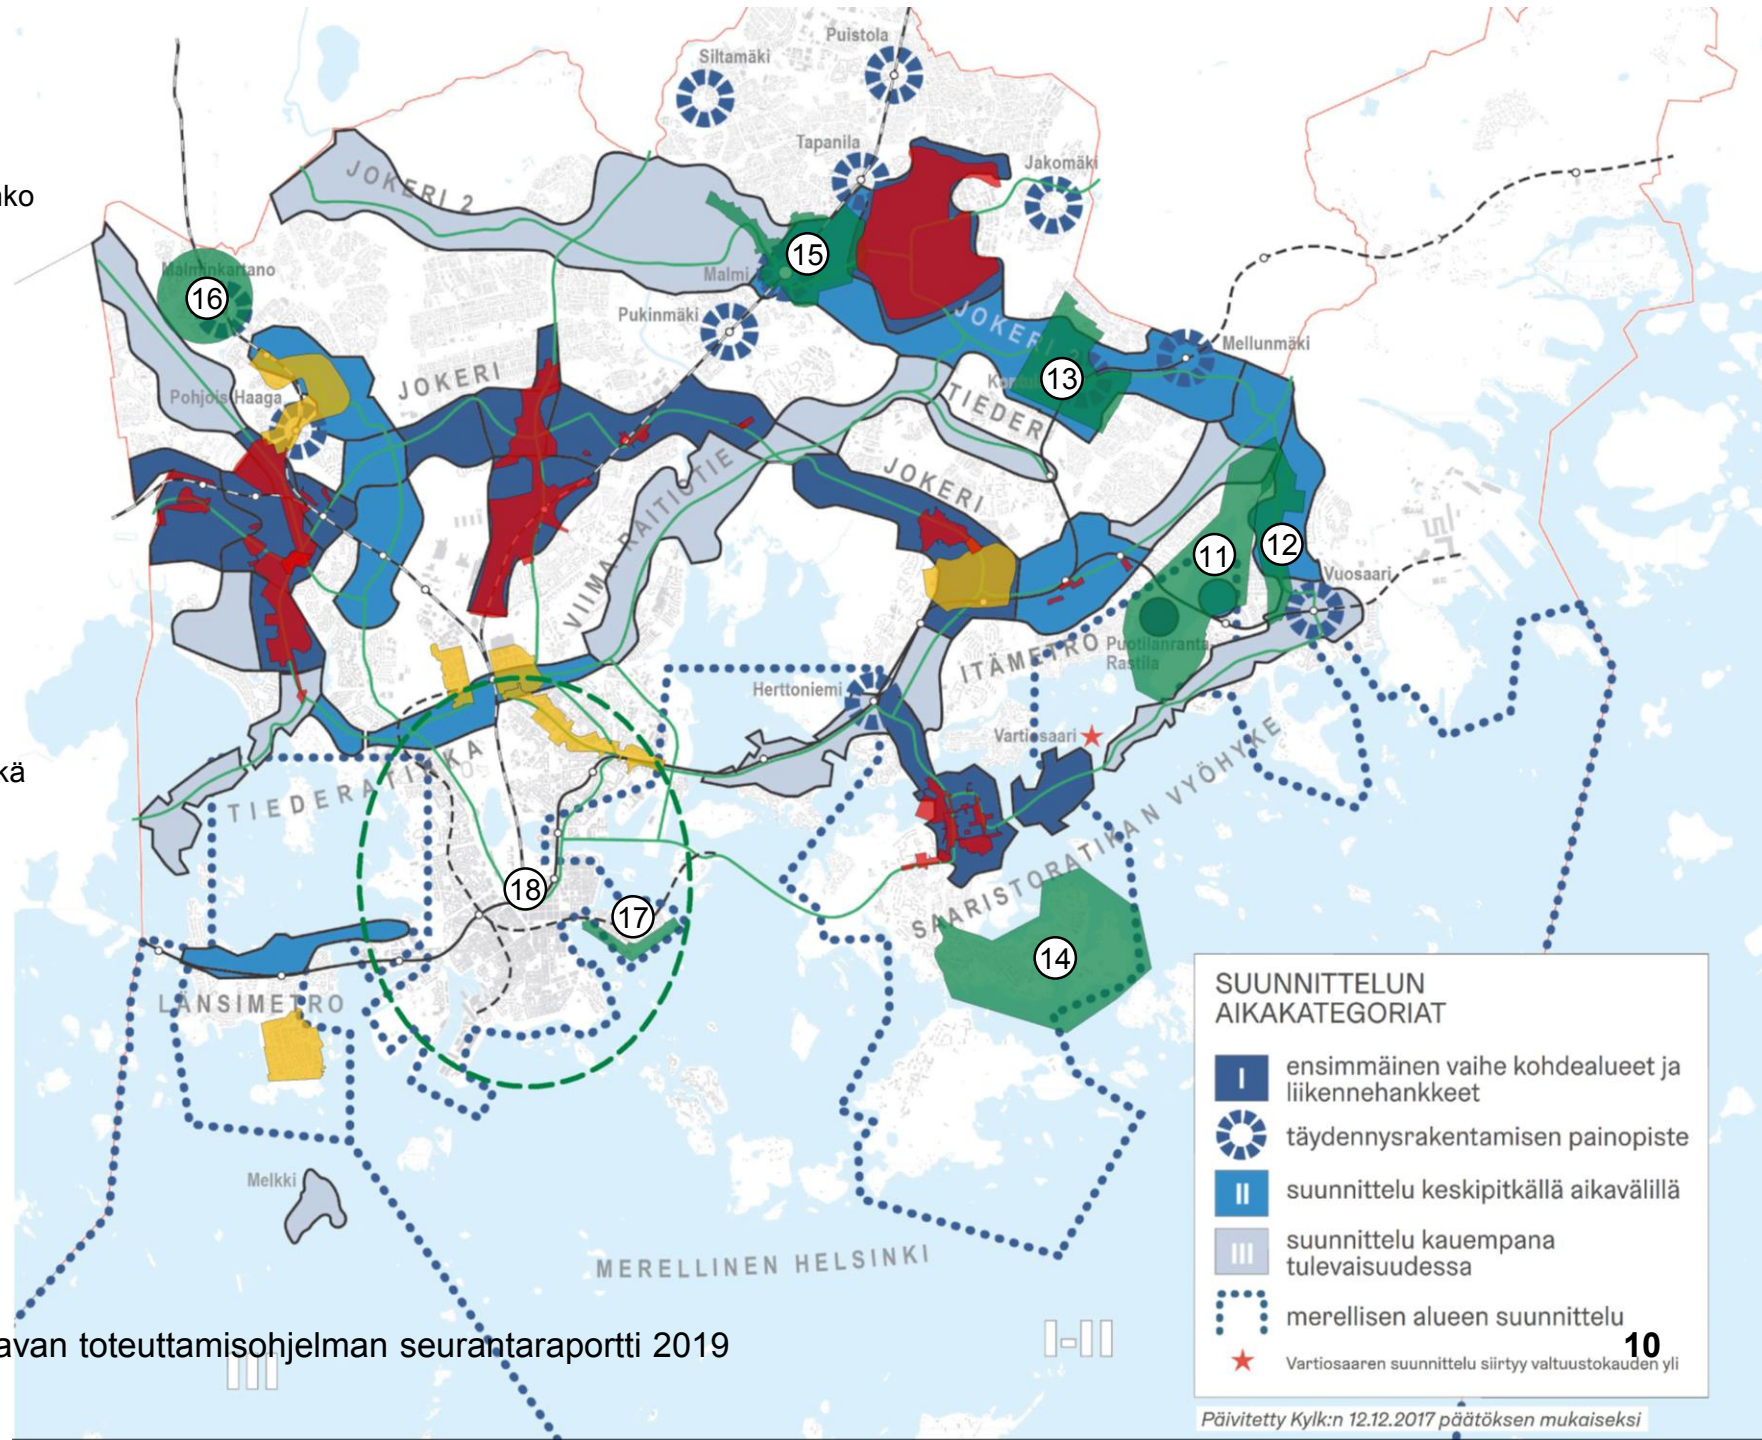 Puistola
Siltamäki
Tapanila
Jakomäki
JOKERI 2
ko
15
Malminkartano
Malmi
16
Pukinmäki
JOKERI 2
Mellunmäki
JOKERI
13
Pohjois-Haaga
TIEDER
JOKERI
VIIMA RAITIOTIE
11
12
Vuosaari
ITÄMETRO
Puotilanranta
Rastila
Herttoniemi
Vartiosaari
kä
TIEDERATIKKA
SAARISTORATIKAN VYÖHYKE
18
17
14
LÄNSIMETRO
SUUNNITTELUN
AIKAKATEGORIAT
I ensimmäinen vaihe kohdealueet ja
liikennehankkeet
täydennysrakentamisen painopiste
II suunnittelu keskipitkällä aikavälillä
Melkki
III suunnittelu kauempana
tulevaisuudessa
MERELLINEN HELSINKI
merellisen alueen suunnittelu
I-II
avan toteuttamisohjelman seurantaraportti 2019
10
Vartiosaaren suunnittelu siirtyy valtuustokauden yli
III
Päivitetty Kylk:n 12.12.2017 päätöksen mukaiseksi